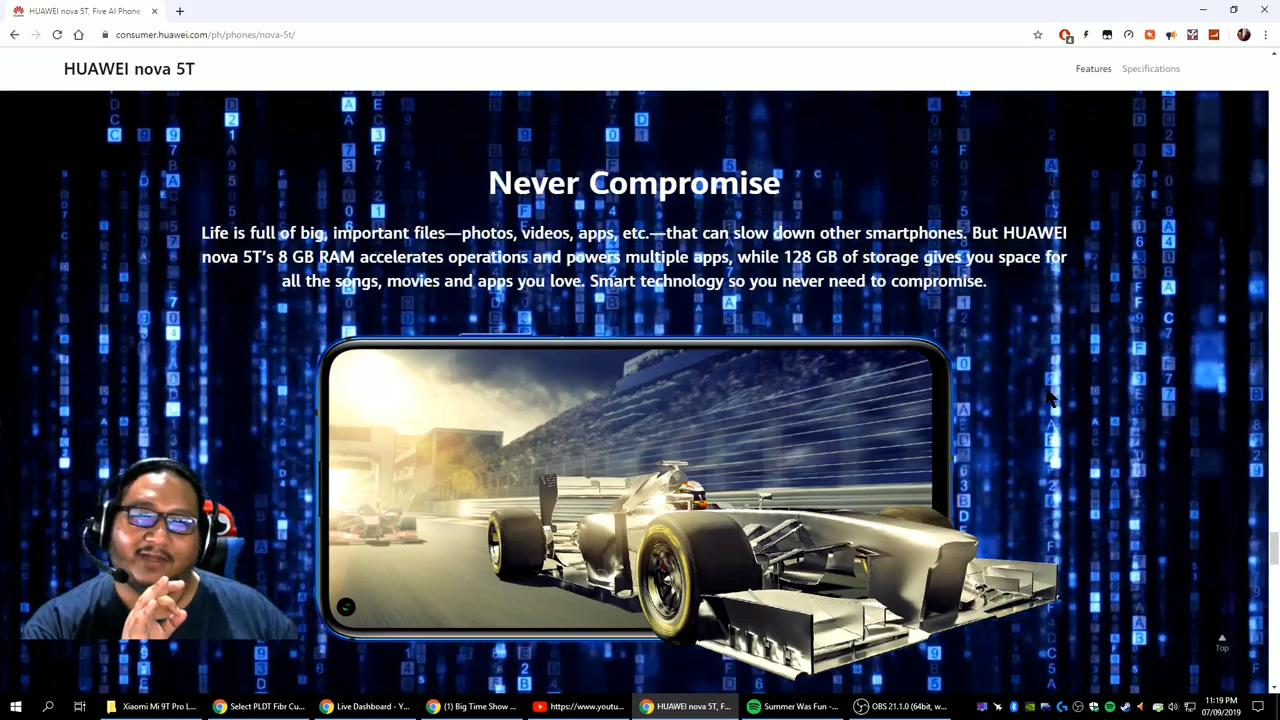 HUAWEI nova 5T, Five AI Phone
consumer.huawei.com/ph/phones/nova-5t/
4
HUAWEI nova 5T
Features
Specifications
Never Compromise
Life is full of big, important files—photos, videos, apps, etc.—that can slow down other smartphones. But HUAWEI
nova 5T's 8 GB RAM accelerates operations and powers multiple apps, while 128 GB of storage gives you space for
all the songs, movies and apps you love. Smart technology so you never need to compromise.
Top
Xiaomi Mi 9T Pro L...
Select PLDT Fibr Cu...
Live Dashboard - Y...
(1) Big Time Show ...
https://www.youtu...
HUAWEI nova 5T, F...
Summer Was Fun -...
OBS 21.1.0 (64bit, w...
11:19 PM
07/09/2019